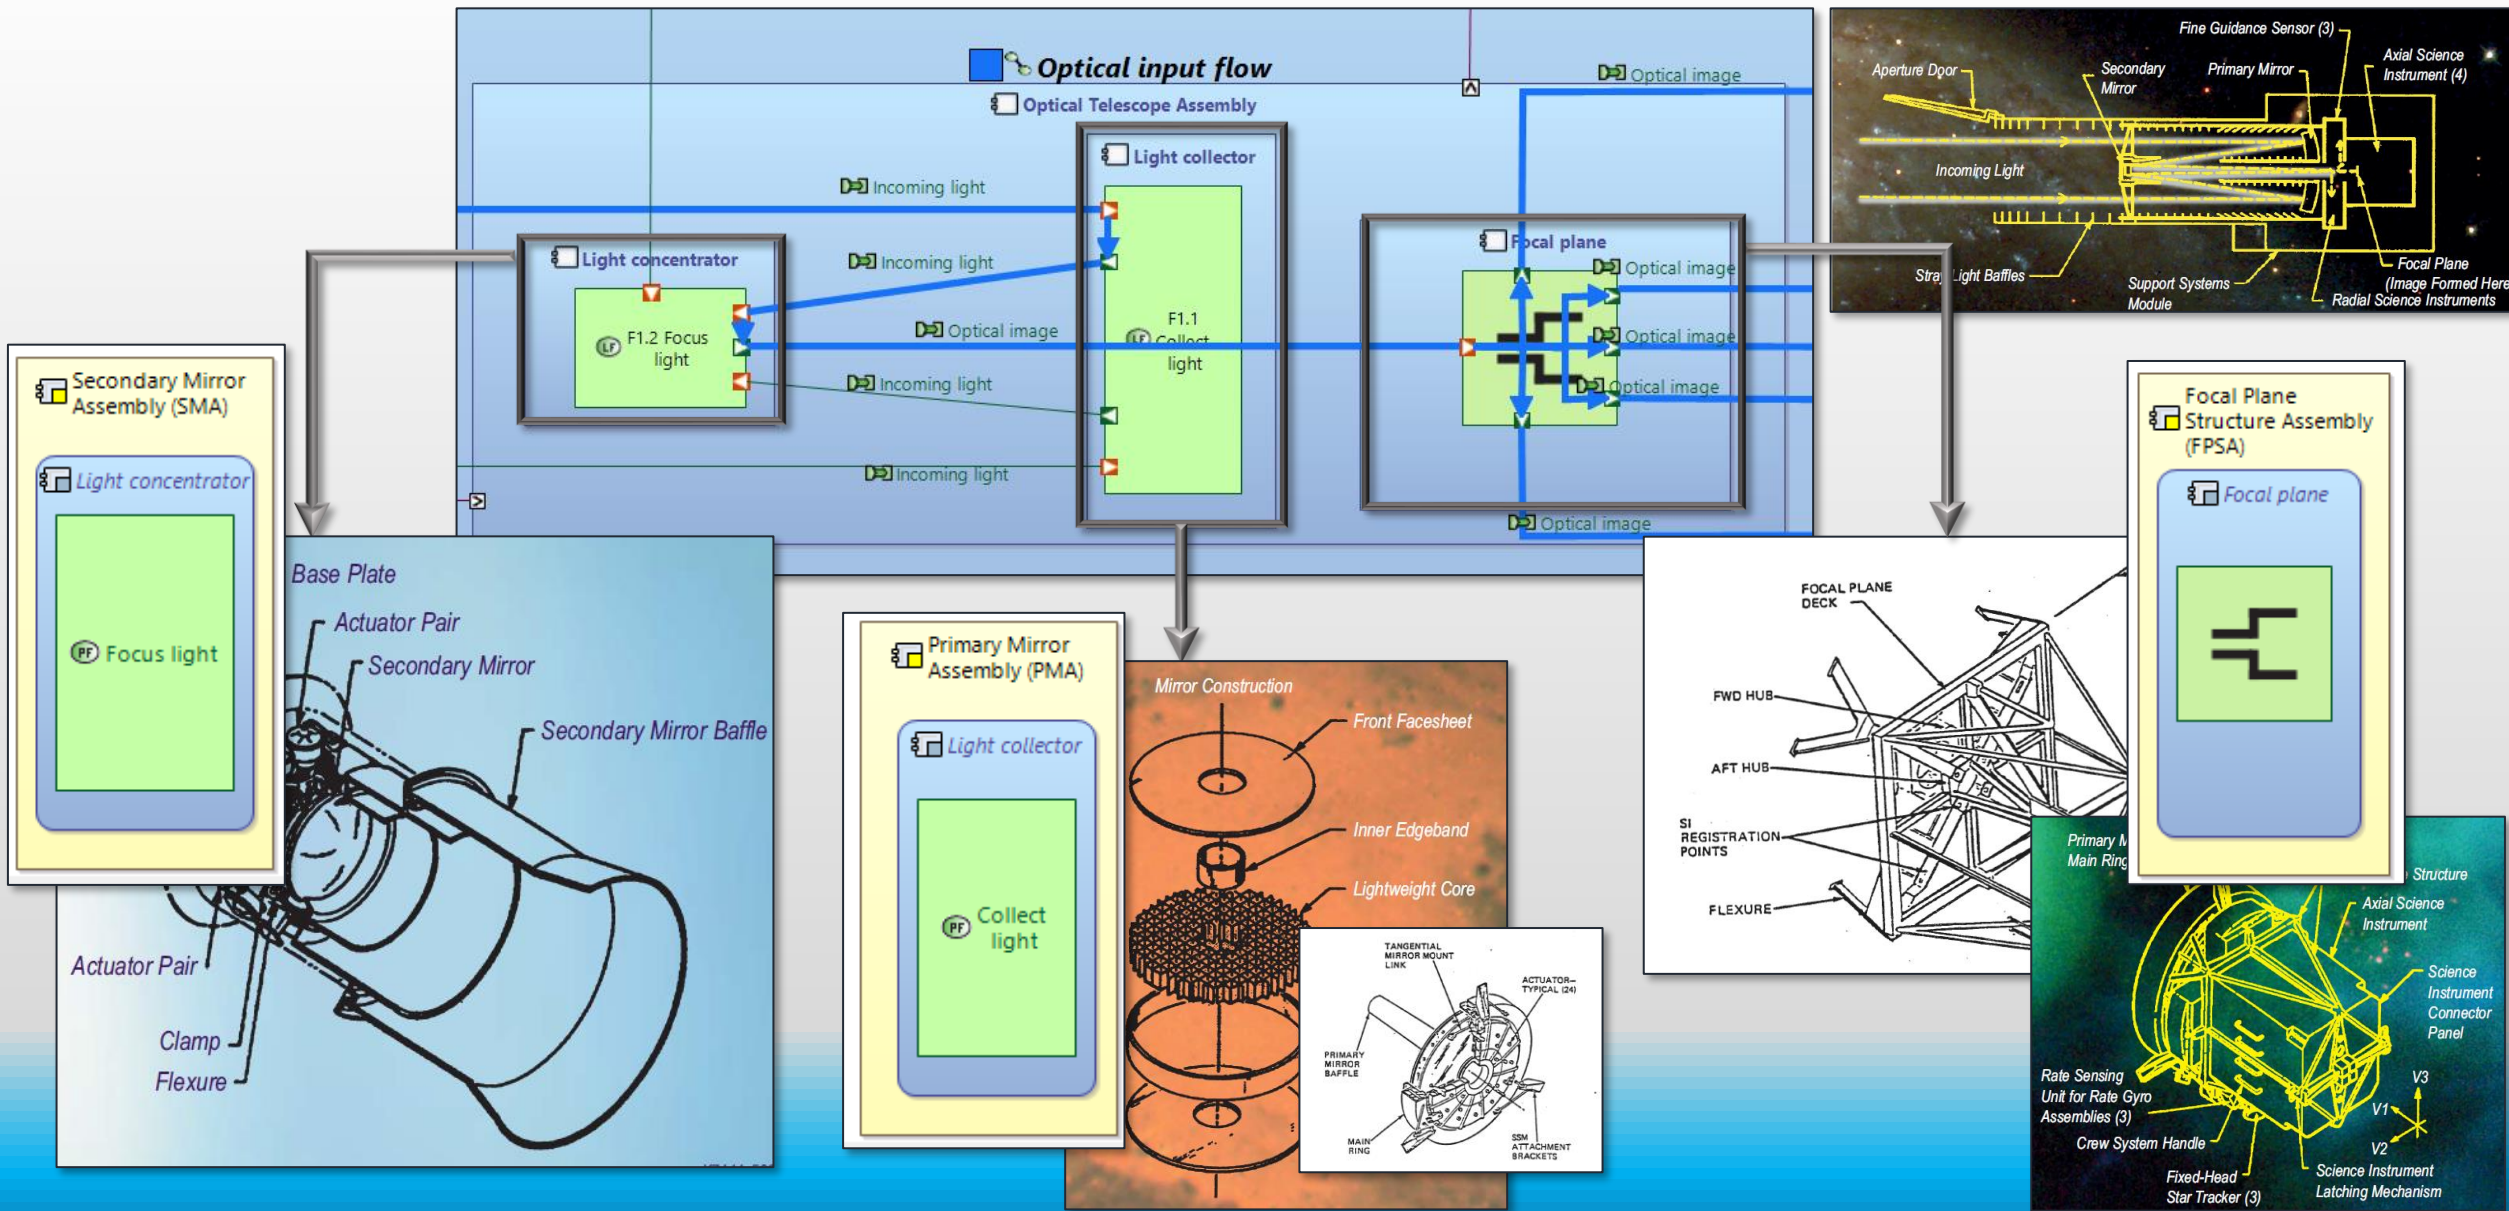 Optical input flow
Optical Telescope Assembly
Optical image
Light collector
Incoming light
Light concentrator
Incoming light
F1.2 Focus
light
Optical image
Incoming light
Incoming light
F1.1
Collect
light
Focal plane
Optical image
Optical image
Optical image
Optical image
Fine Guidance Sensor (3)
Aperture Door
Secondary
Mirror
Primary Mirror
Axial Science
Instrument (4)
Incoming Light
Stray Light Baffles
Support Systems
Module
Focal Plane
(Image Formed Here
Radial Science Instruments
Secondary Mirror
Assembly (SMA)
Light concentrator
PF Focus light
Base Plate
Actuator Pair
Secondary Mirror
Secondary Mirror Baffle
Actuator Pair
Clamp
Flexure
Primary Mirror
Assembly (PMA)
Light collector
PF Collect
light
Mirror Construction
Front Facesheet
Inner Edgeband
Lightweight Core
TANGENTIAL
MIRROR MOUNT
LINK
ACTUATOR-
TYPICAL (24)
PRIMARY
MIRROR
BAFFLE
MAIN
RING
SSM
ATTACHMENT
BRACKETS
FOCAL PLANE
DECK
FWD HUB
AFT HUB
SI
REGISTRATION
POINTS
FLEXURE
Focal Plane
Structure Assembly
(FPSA)
Focal plane
Primary M
Main Ring
Structure
Axial Science
Instrument
Science
Instrument
Connector
Panel
Rate Sensing
Unit for Rate Gyro
Assemblies (3)
Crew System Handle
Fixed-Head
Star Tracker (3)
Science Instrument
Latching Mechanism
V3
V1
V2